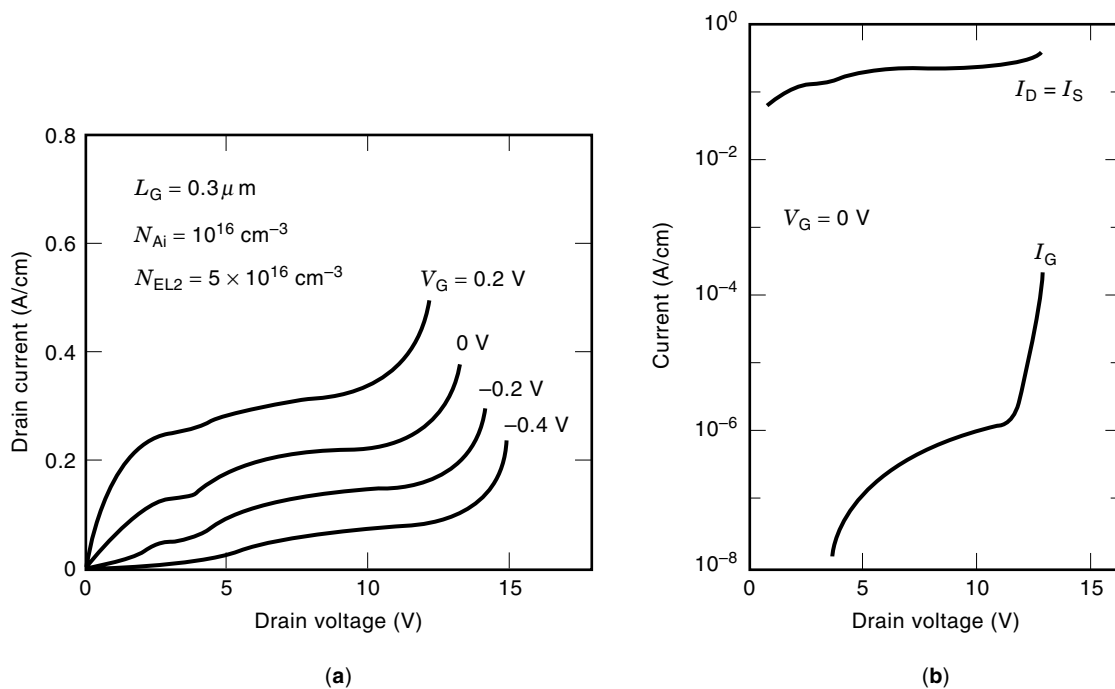 0.8
0.6
0.4
0.2
0
0
5
10
15
Drain current (A/cm)
Drain voltage (V)
L_G = 0.3 μm
N_Ai = 10^16 cm^−3
N_EL2 = 5 × 10^16 cm^−3
V_G = 0.2 V
0 V
−0.2 V
−0.4 V
(a)
10^0
10^−2
10^−4
10^−6
10^−8
0
5
10
15
Current (A/cm)
Drain voltage (V)
I_D = I_S
V_G = 0 V
I_G
(b)